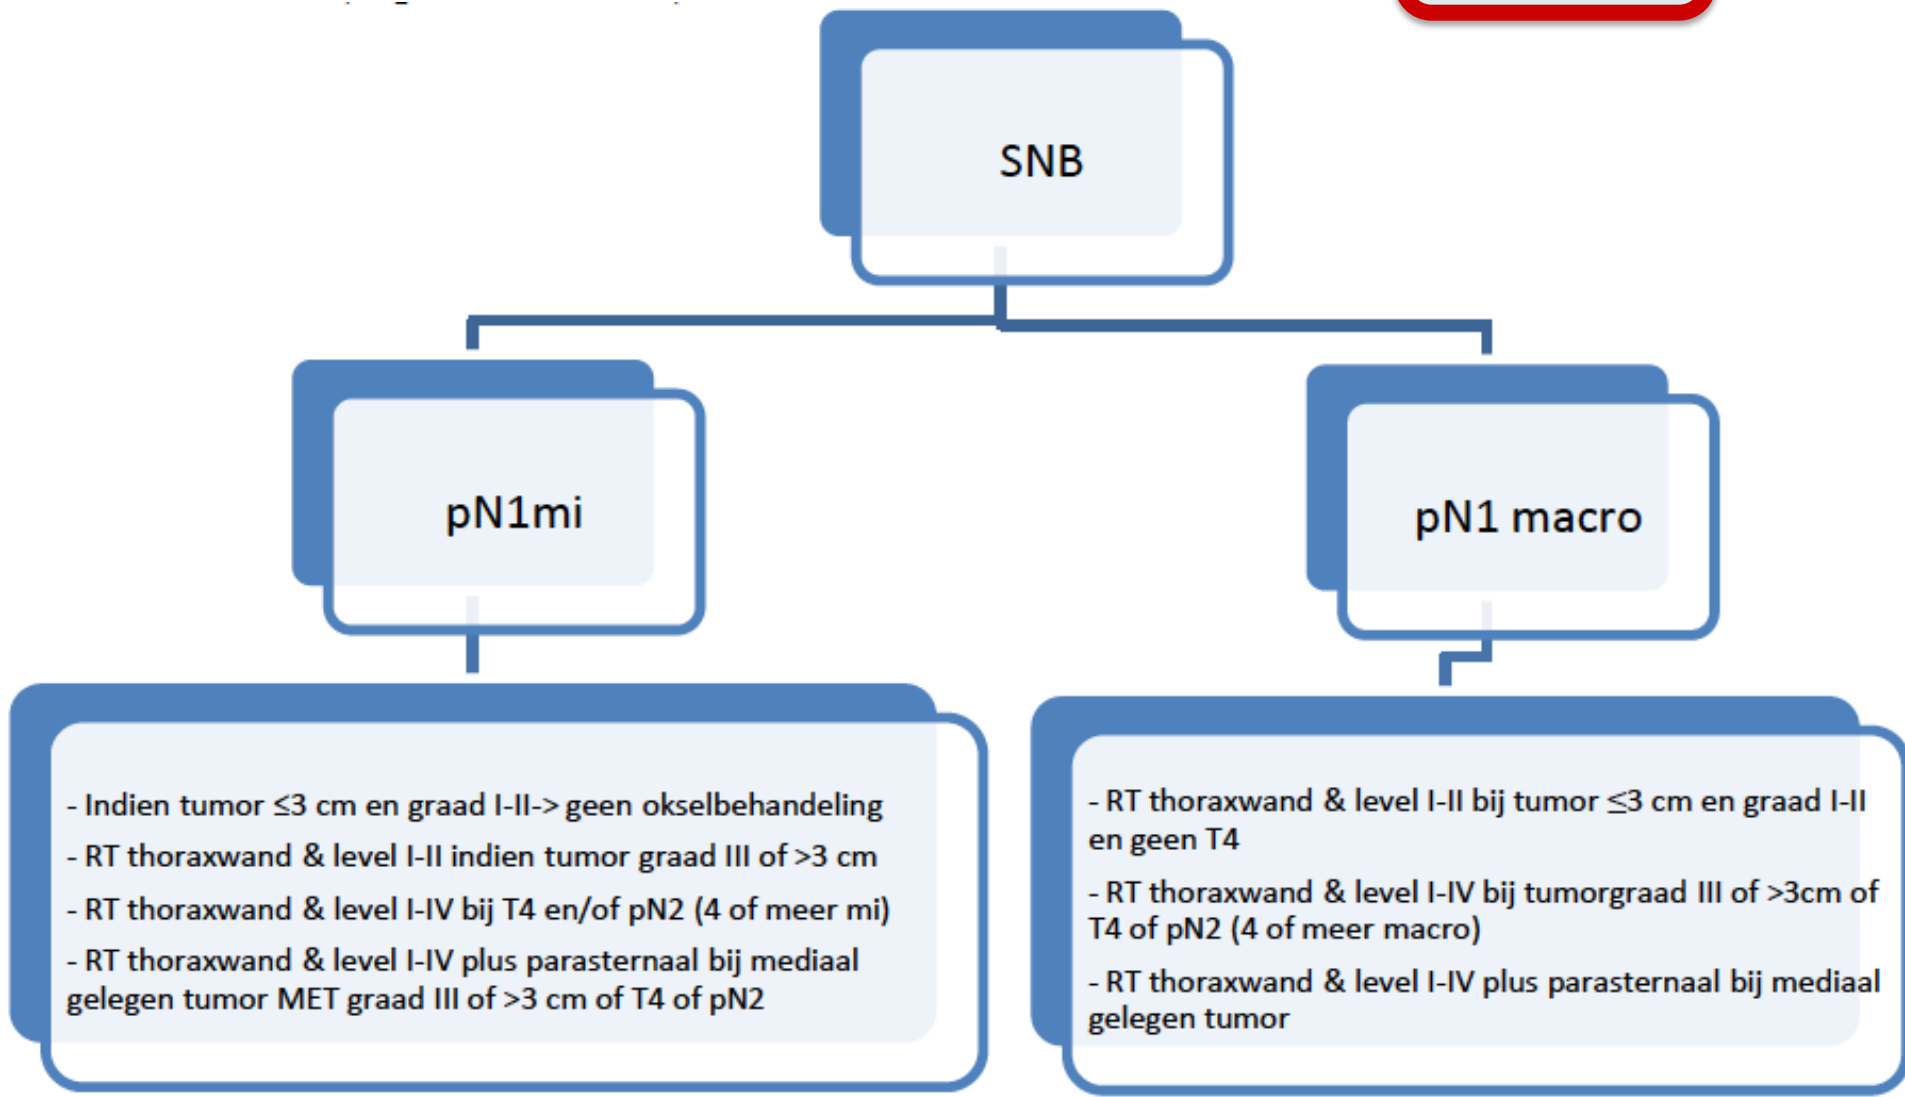 SNB
pN1mi
pN1 macro
- Indien tumor ≤3 cm en graad I-II-> geen okselbehandeling
- RT thoraxwand & level I-II indien tumor graad III of >3 cm
- RT thoraxwand & level I-IV bij T4 en/of pN2 (4 of meer mi)
- RT thoraxwand & level I-IV plus parasternaal bij mediaal
gelegen tumor MET graad III of >3 cm of T4 of pN2
- RT thoraxwand & level I-II bij tumor ≤3 cm en graad I-II
en geen T4
- RT thoraxwand & level I-IV bij tumorgraad III of >3cm of
T4 of pN2 (4 of meer macro)
- RT thoraxwand & level I-IV plus parasternaal bij mediaal
gelegen tumor